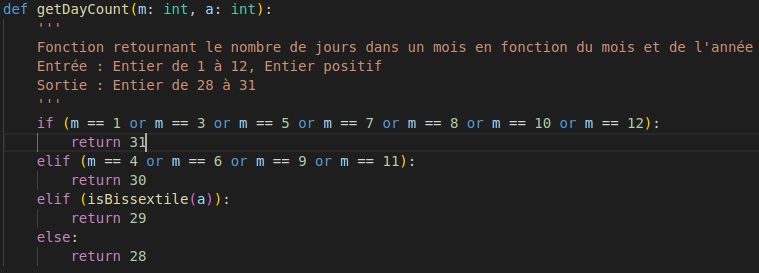 def getDayCount(m: int, a: int):
    '''
    Fonction retournant le nombre de jours dans un mois en fonction du mois et de l'année
    Entrée : Entier de 1 à 12, Entier positif
    Sortie : Entier de 28 à 31
    '''
    if (m == 1 or m == 3 or m == 5 or m == 7 or m == 8 or m == 10 or m == 12):
        return 31
    elif (m == 4 or m == 6 or m == 9 or m == 11):
        return 30
    elif (isBissextile(a)):
        return 29
    else:
        return 28